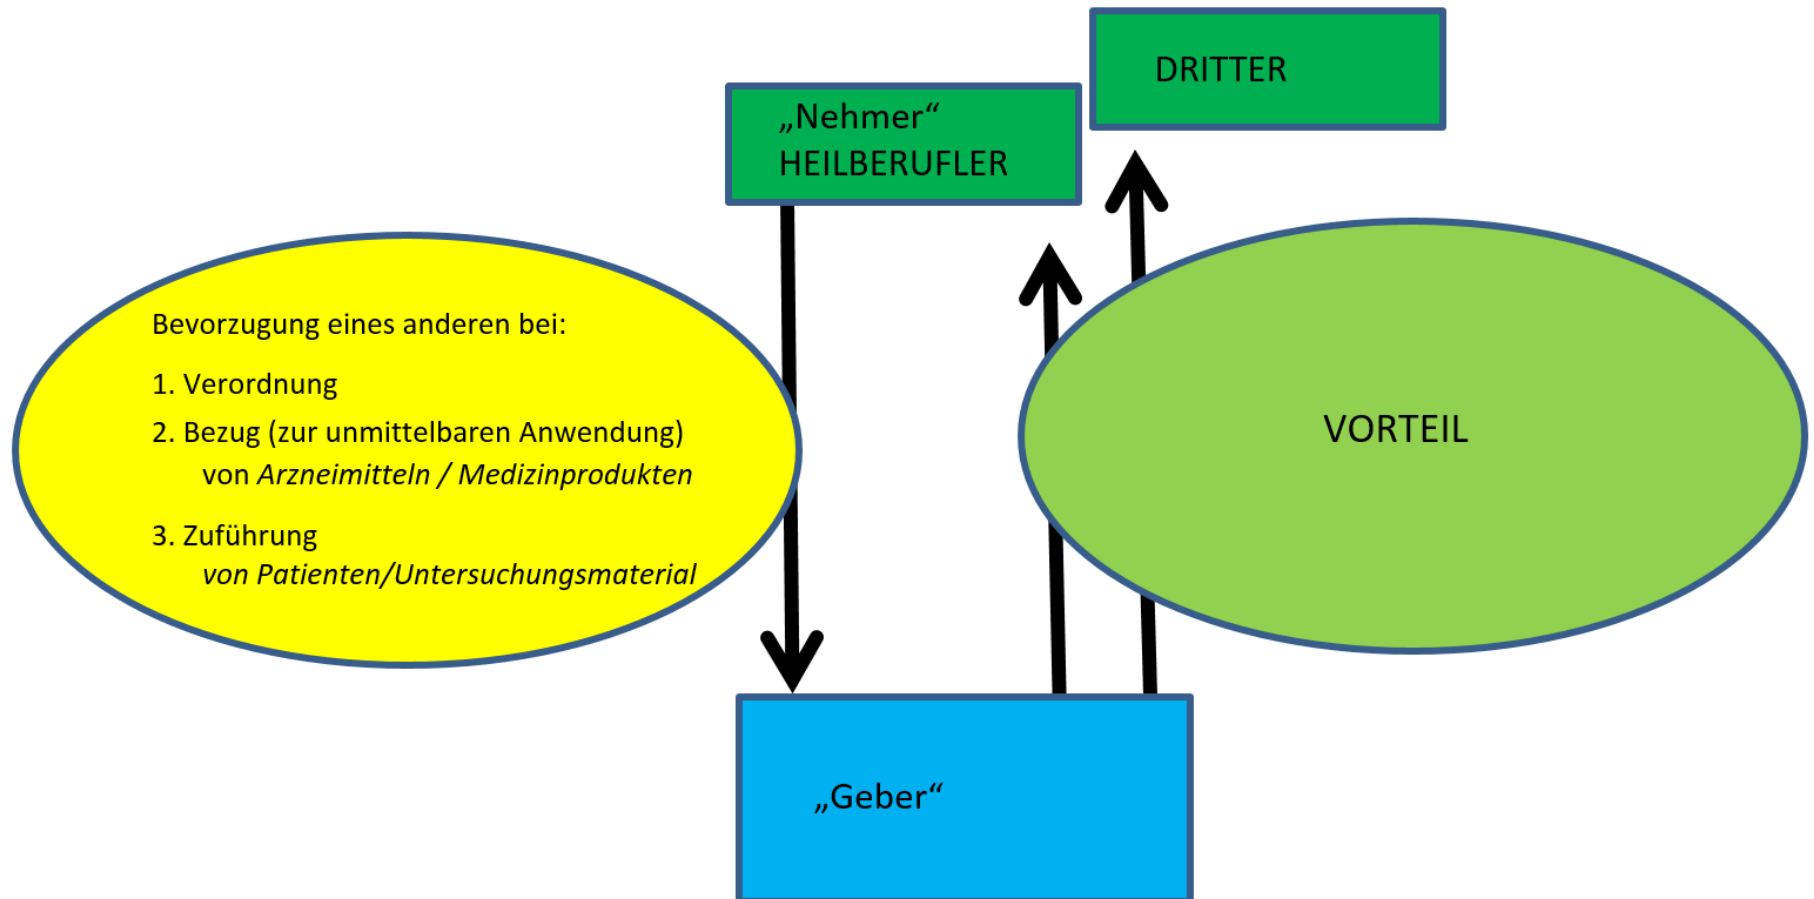 DRITTER
„Nehmer“
HEILBERUFLER
Bevorzugung eines anderen bei:
1. Verordnung
2. Bezug (zur unmittelbaren Anwendung)
von Arzneimitteln / Medizinprodukten
3. Zuführung
von Patienten/Untersuchungsmaterial
VORTEIL
„Geber“